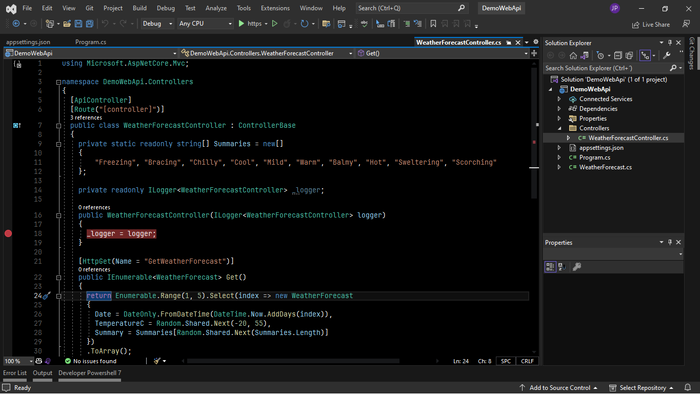 File Edit View Git Project Build Debug Test Analyze Tools Extensions Window Help Search (Ctrl+Q) DemoWebApi JP
Debug Any CPU https Live Share
appsettings.json Program.cs WeatherForecastController.cs
DemoWebApi DemoWebApi.Controllers.WeatherForecastController Get()
1 using Microsoft.AspNetCore.Mvc;
2
3 namespace DemoWebApi.Controllers
4 {
5 [ApiController]
6 [Route("[controller]")]
3 references
7 public class WeatherForecastController : ControllerBase
8 {
9 private static readonly string[] Summaries = new[]
10 {
11 "Freezing", "Bracing", "Chilly", "Cool", "Mild", "Warm", "Balmy", "Hot", "Sweltering", "Scorching"
12 };
13
14 private readonly ILogger<WeatherForecastController> _logger;
15
0 references
16 public WeatherForecastController(ILogger<WeatherForecastController> logger)
17 {
18 _logger = logger;
19 }
20
21 [HttpGet(Name = "GetWeatherForecast")]
0 references
22 public IEnumerable<WeatherForecast> Get()
23 {
24 return Enumerable.Range(1, 5).Select(index => new WeatherForecast
25 {
26 Date = DateOnly.FromDateTime(DateTime.Now.AddDays(index)),
27 TemperatureC = Random.Shared.Next(-20, 55),
28 Summary = Summaries[Random.Shared.Next(Summaries.Length)]
29 })
30 .ToArray();
100 % No issues found Ln: 24 Ch: 8 SPC CRLF
Error List Output Developer PowerShell 7
Ready Add to Source Control Select Repository
Solution Explorer
Search Solution Explorer (Ctrl+')
Solution 'DemoWebApi' (1 of 1 project)
DemoWebApi
Connected Services
Dependencies
Properties
Controllers
WeatherForecastController.cs
appsettings.json
Program.cs
WeatherForecast.cs
Properties
Git Changes